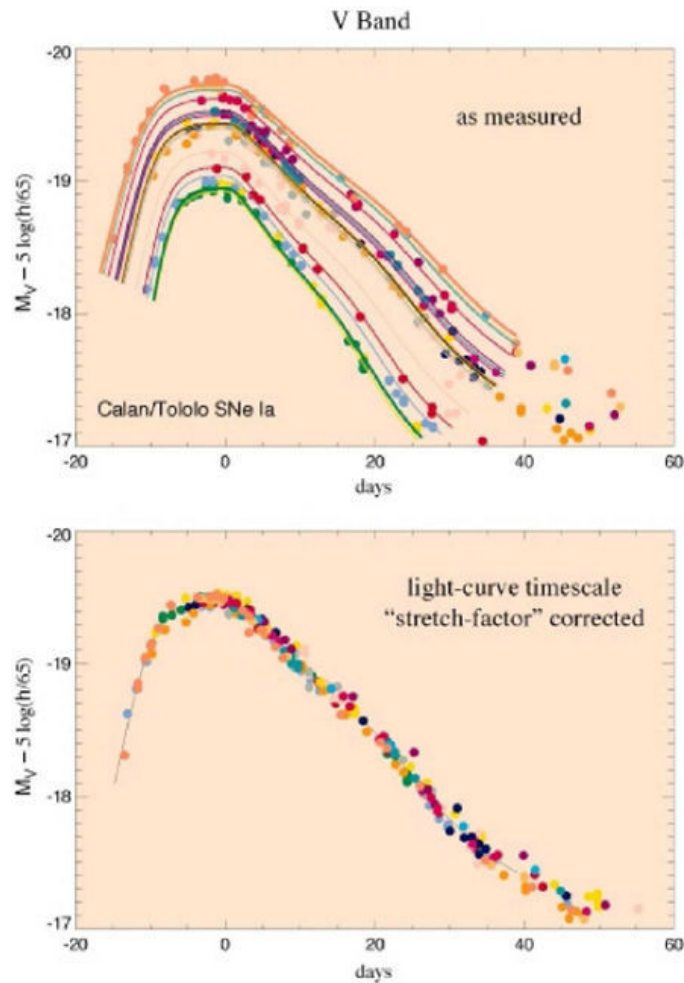 V Band
-20
as measured
-19
M_V – 5 log(h/65)
-18
Calan/Tololo SNe Ia
-17
-20 0 20 40 60
days
-20
light-curve timescale
“stretch-factor” corrected
-19
M_V – 5 log(h/65)
-18
-17
-20 0 20 40 60
days